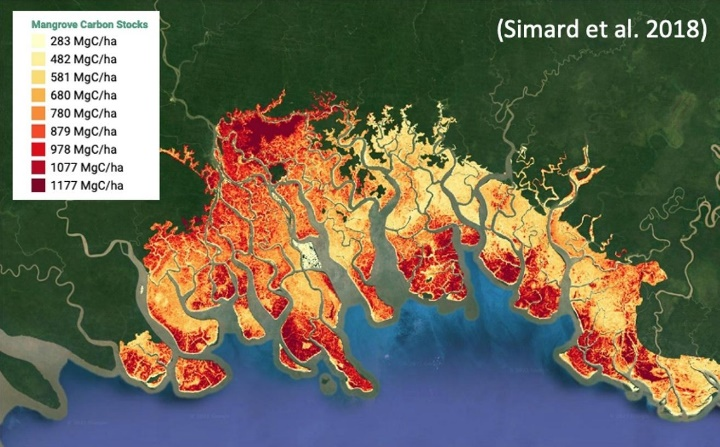 Mangrove Carbon Stocks
283 MgC/ha
482 MgC/ha
581 MgC/ha
680 MgC/ha
780 MgC/ha
879 MgC/ha
978 MgC/ha
1077 MgC/ha
1177 MgC/ha
(Simard et al. 2018)